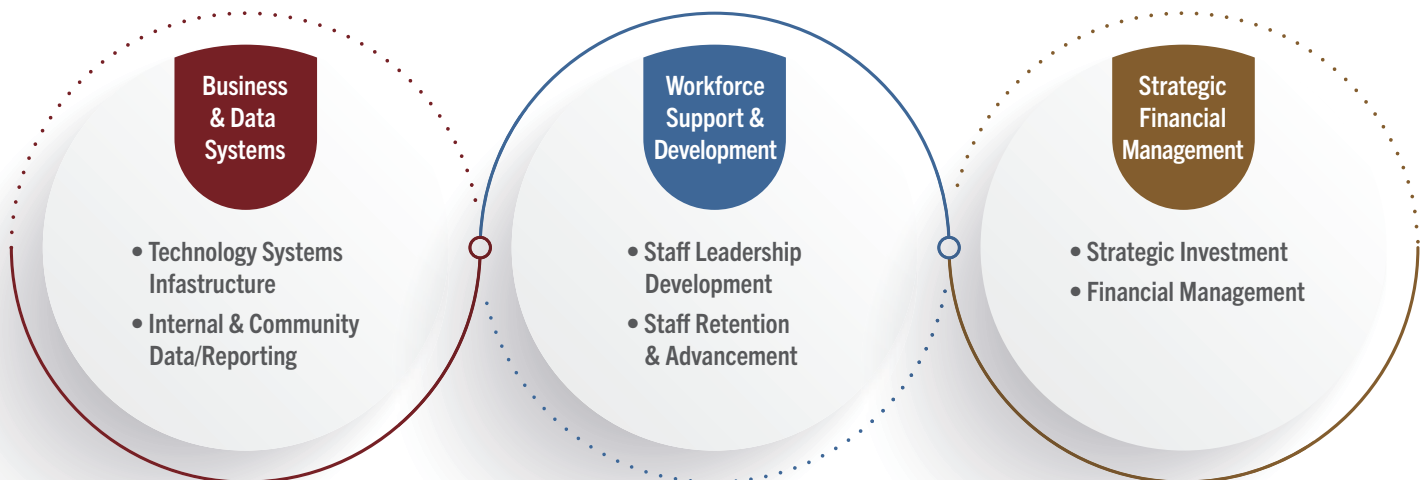 Business
& Data
Systems
• Technology Systems
Infastructure
• Internal & Community
Data/Reporting
Workforce
Support &
Development
• Staff Leadership
Development
• Staff Retention
& Advancement
Strategic
Financial
Management
• Strategic Investment
• Financial Management